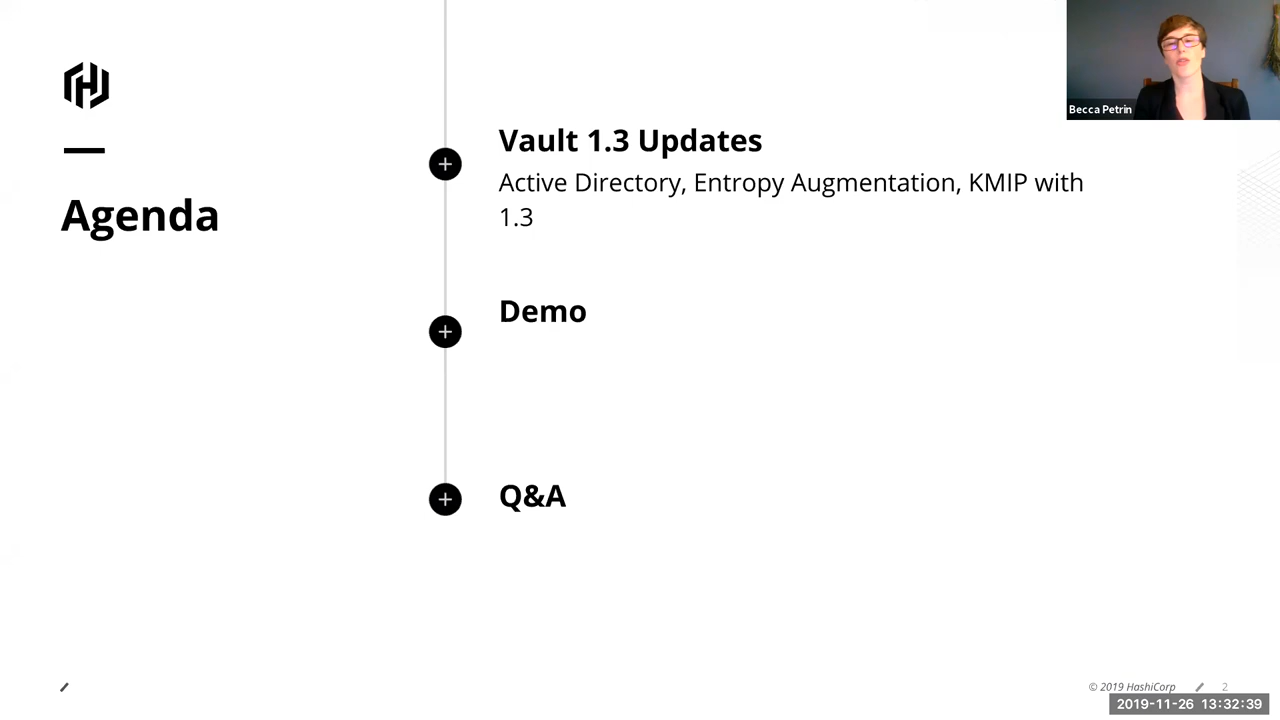 Becca Petrin
Agenda
Vault 1.3 Updates
Active Directory, Entropy Augmentation, KMIP with
1.3
Demo
Q&A
© 2019 HashiCorp
2
2019-11-26 13:32:39